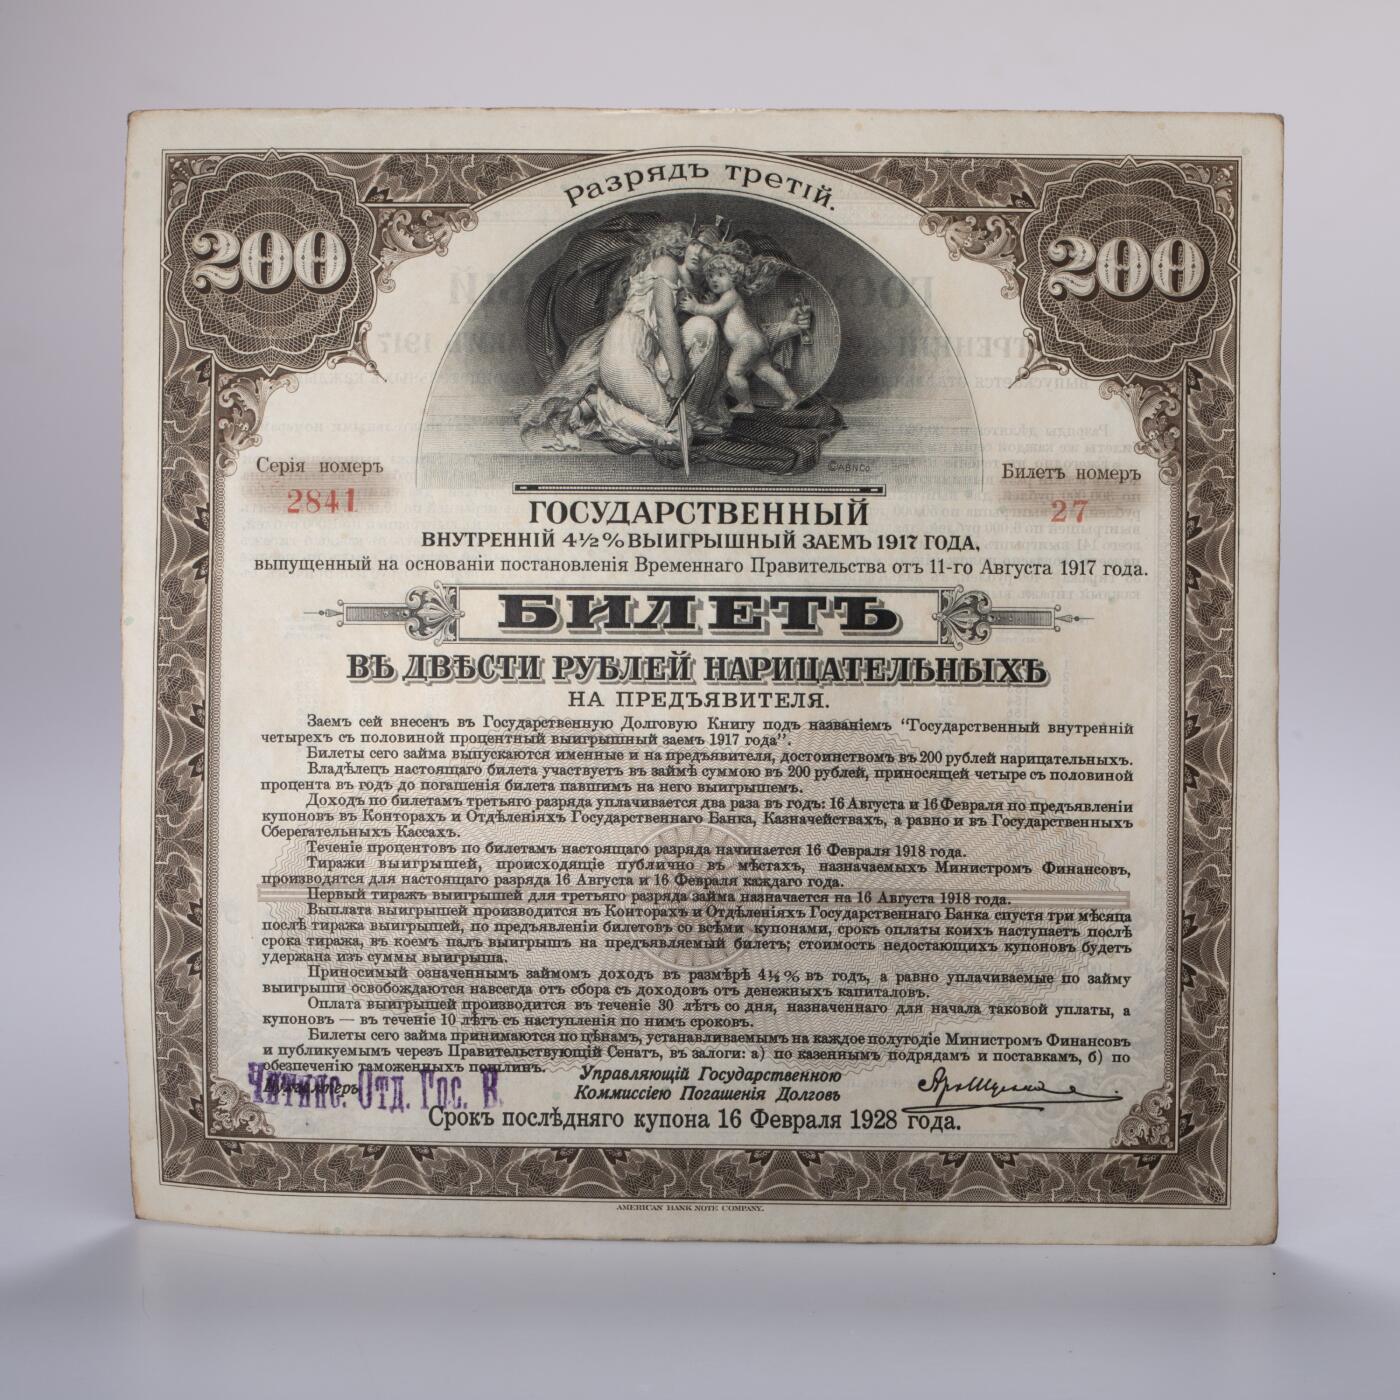 Разрядъ третій.
200
200
©ABNCo
Серія номеръ
2841
Билетъ номеръ
27
ГОСУДАРСТВЕННЫЙ
ВНУТРЕННІЙ 4½% ВЫИГРЫШНЫЙ ЗАЕМЪ 1917 ГОДА,
выпущенный на основаніи постановленія Временнаго Правительства отъ 11-го Августа 1917 года.
БИЛЕТЪ
ВЪ ДВѢСТИ РУБЛЕЙ НАРИЦАТЕЛЬНЫХЪ
НА ПРЕДЪЯВИТЕЛЯ.
Заемъ сей внесенъ въ Государственную Долговую Книгу подъ названіемъ "Государственный внутренній
четырехъ съ половиной процентный выигрышный заемъ 1917 года".
Билеты сего займа выпускаются именные и на предъявителя, достоинствомъ въ 200 рублей нарицательныхъ.
Владѣлецъ настоящаго билета участвуетъ въ займѣ суммою въ 200 рублей, приносящей четыре съ половиной
процента въ годъ до погашенія билета павшимъ на него выигрышемъ.
Доходъ по билетамъ третьяго разряда уплачивается два раза въ годъ: 16 Августа и 16 Февраля по предъявленіи
купоновъ въ Конторахъ и Отдѣленіяхъ Государственнаго Банка, Казначействахъ, а равно и въ Государственныхъ
Сберегательныхъ Кассахъ.
Теченіе процентовъ по билетамъ настоящаго разряда начинается 16 Февраля 1918 года.
Тиражи выигрышей, происходящіе публично въ мѣстахъ, назначаемыхъ Министромъ Финансовъ,
производятся для настоящаго разряда 16 Августа и 16 Февраля каждаго года.
Первый тиражъ выигрышей для третьяго разряда займа назначается на 16 Августа 1918 года.
Выплата выигрышей производится въ Конторахъ и Отдѣленіяхъ Государственнаго Банка спустя три мѣсяца
послѣ тиража выигрышей, по предъявленіи билетовъ со всѣми купонами, срокъ оплаты коихъ наступаетъ послѣ
срока тиража, въ коемъ палъ выигрышъ на предъявляемый билетъ; стоимость недостающихъ купоновъ будетъ
удержана изъ суммы выигрыша.
Приносимый означеннымъ займомъ доходъ въ размѣрѣ 4½% въ годъ, а равно уплачиваемые по займу
выигрыши освобождаются навсегда отъ сбора съ доходовъ отъ денежныхъ капиталовъ.
Оплата выигрышей производится въ теченіе 30 лѣтъ со дня, назначеннаго для начала таковой уплаты, а
купоновъ — въ теченіе 10 лѣтъ съ наступленія по нимъ сроковъ.
Билеты сего займа принимаются по цѣнамъ, устанавливаемымъ на каждое полугодіе Министромъ Финансовъ
и публикуемымъ черезъ Правительствующій Сенатъ, въ залоги: а) по казеннымъ подрядамъ и поставкамъ, б) по
обезпеченію таможенныхъ пошлинъ.
Управляющій Государственною
Коммиссіею Погашенія Долговъ
Бухгалтеръ
Читинс. Отд. Гос. Б.
Срокъ послѣдняго купона 16 Февраля 1928 года.
AMERICAN BANK NOTE COMPANY.